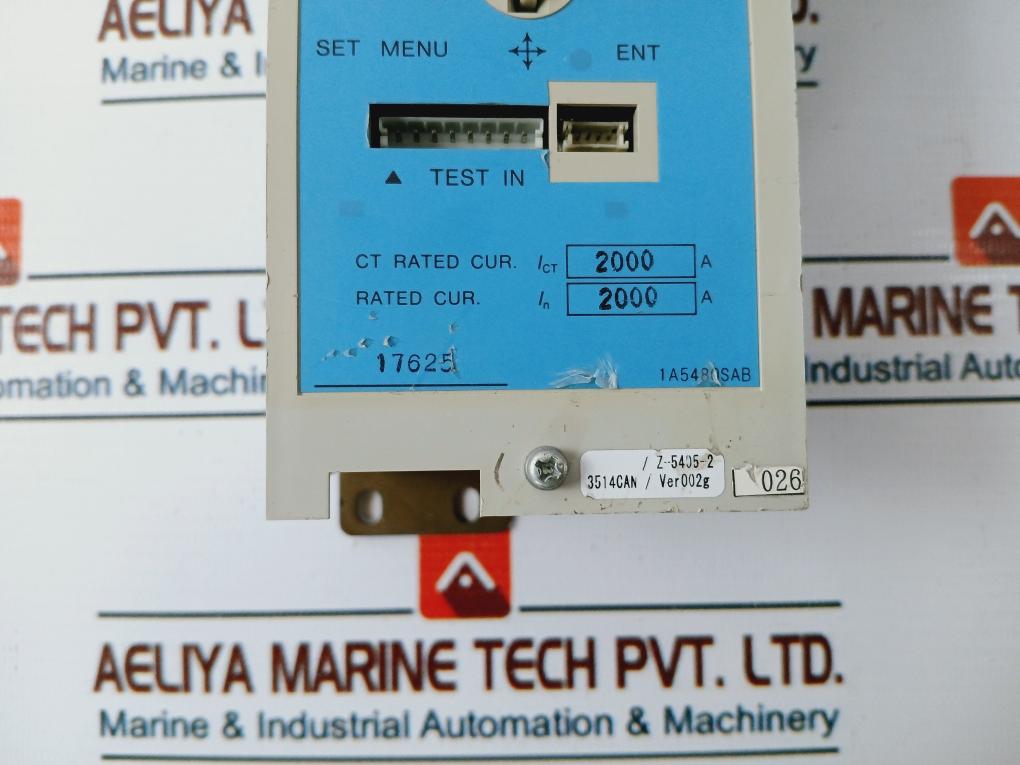 AELIYA
Marine & I
SET MENU ENT
▲ TEST IN
CT RATED CUR. ICT 2000 A
RATED CUR. In 2000 A
17625
TECH PVT. L
omation & Machin
MARINE T
Industrial Auto
/ Z-5405-2
3514CAN / Ver002g
026
AELIYA MARINE TECH PVT. LTD.
Marine & Industrial Automation & Machinery